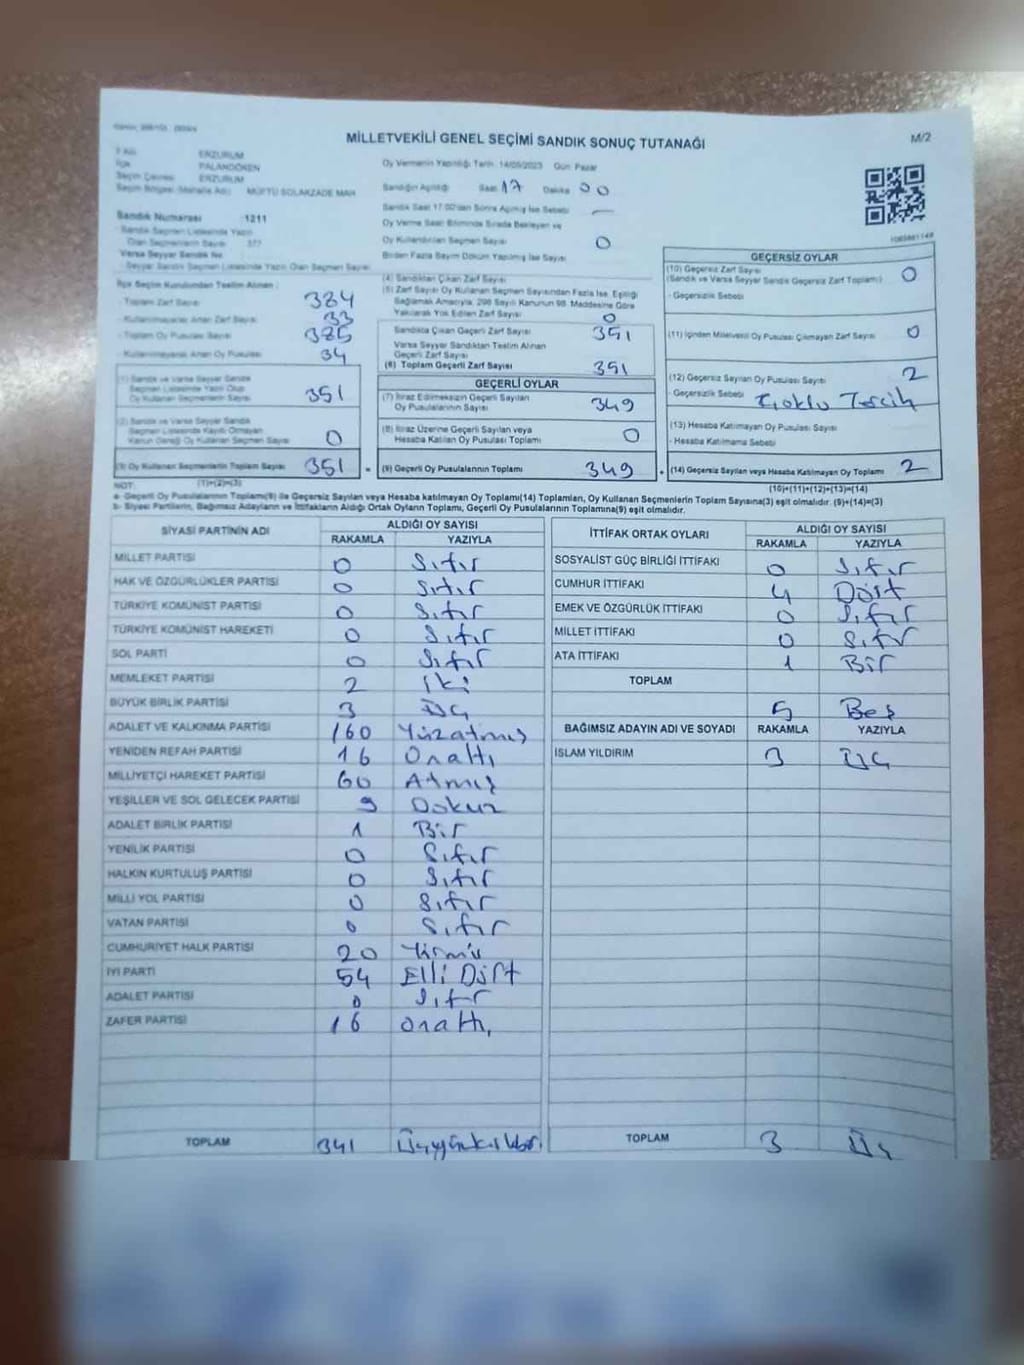 MİLLETVEKİLİ GENEL SEÇİMİ SANDIK SONUÇ TUTANAĞI
M/2
ERZURUM
İlçe PALANDÖKEN
Seçim Çevresi ERZURUM
Seçim Bölgesi (Mahalle Adı) MÜFTÜ SOLAKZADE MAH
Sandık Numarası 1211
Sandık Seçmen Listesinde Yazılı
Olan Seçmenlerin Sayısı 377
Varsa Seyyar Sandık No
Seyyar Sandık Seçmen Listesinde Yazılı Olan Seçmen Sayısı
İlçe Seçim Kurulundan Teslim Alınan :
- Toplam Zarf Sayısı 384
- Kullanılmayarak Artan Zarf Sayısı 33
- Toplam Oy Pusulası Sayısı 385
- Kullanılmayarak Artan Oy Pusulası 34
(1) Sandık ve Varsa Seyyar Sandık
Seçmen Listesinde Yazılı Olup
Oy Kullanan Seçmenlerin Sayısı 351
(2) Sandık ve Varsa Seyyar Sandık
Seçmen Listesinde Kayıtlı Olmayan
Kanun Gereği Oy Kullanan Seçmen Sayısı 0
(3) Oy Kullanan Seçmenlerin Toplam Sayısı 351
(1)+(2)=(3)
Oy Vermenin Yapıldığı Tarih 14/05/2023 Gün Pazar
Sandığın Açıldığı Saat 17 Dakika 00
Sandık Saat 17.00'den Sonra Açılmış İse Sebebi —
Oy Verme Saati Bitiminde Sırada Bekleyen ve
Oy Kullandırılan Seçmen Sayısı 0
Birden Fazla Sayım Döküm Yapılmış İse Sayısı
(4) Sandıktan Çıkan Zarf Sayısı
(5) Zarf Sayısı Oy Kullanan Seçmen Sayısından Fazla İse, Eşitliği
Sağlamak Amacıyla, 298 Sayılı Kanunun 98. Maddesine Göre
Yakılarak Yok Edilen Zarf Sayısı 0
Sandıkta Çıkan Geçerli Zarf Sayısı 351
Varsa Seyyar Sandıktan Teslim Alınan
Geçerli Zarf Sayısı
(6) Toplam Geçerli Zarf Sayısı 351
GEÇERLİ OYLAR
(7) İtiraz Edilmeksizin Geçerli Sayılan
Oy Pusulalarının Sayısı 349
(8) İtiraz Üzerine Geçerli Sayılan veya
Hesaba Katılan Oy Pusulası Toplamı 0
(9) Geçerli Oy Pusulalarının Toplamı 349
GEÇERSİZ OYLAR
(10) Geçersiz Zarf Sayısı
(Sandık ve Varsa Seyyar Sandık Geçersiz Zarf Toplamı) 0
- Geçersizlik Sebebi
(11) İçinden Milletvekili Oy Pusulası Çıkmayan Zarf Sayısı 0
(12) Geçersiz Sayılan Oy Pusulası Sayısı 2
- Geçersizlik Sebebi Çoklu Tercih
(13) Hesaba Katılmayan Oy Pusulası Sayısı
- Hesaba Katılmama Sebebi
(14) Geçersiz Sayılan veya Hesaba Katılmayan Oy Toplamı 2
(10)+(11)+(12)+(13)=(14)
NOT:
a- Geçerli Oy Pusulalarının Toplamı(9) ile Geçersiz Sayılan veya Hesaba katılmayan Oy Toplamı(14) Toplamları, Oy Kullanan Seçmenlerin Toplam Sayısına(3) eşit olmalıdır. (9)+(14)=(3)
b- Siyasi Partilerin, Bağımsız Adayların ve İttifakların Aldığı Ortak Oyların Toplamı, Geçerli Oy Pusulalarının Toplamına(9) eşit olmalıdır.
SİYASİ PARTİNİN ADI ALDIĞI OY SAYISI
RAKAMLA YAZIYLA
MİLLET PARTİSİ 0 Sıfır
HAK VE ÖZGÜRLÜKLER PARTİSİ 0 Sıfır
TÜRKİYE KOMÜNİST PARTİSİ 0 Sıfır
TÜRKİYE KOMÜNİST HAREKETİ 0 Sıfır
SOL PARTİ 0 Sıfır
MEMLEKET PARTİSİ 2 İki
BÜYÜK BİRLİK PARTİSİ 3 Üç
ADALET VE KALKINMA PARTİSİ 160 Yüzatmış
YENİDEN REFAH PARTİSİ 16 Onaltı
MİLLİYETÇİ HAREKET PARTİSİ 60 Atmış
YEŞİLLER VE SOL GELECEK PARTİSİ 9 Dokuz
ADALET BİRLİK PARTİSİ 1 Bir
YENİLİK PARTİSİ 0 Sıfır
HALKIN KURTULUŞ PARTİSİ 0 Sıfır
MİLLİ YOL PARTİSİ 0 Sıfır
VATAN PARTİSİ 0 Sıfır
CUMHURİYET HALK PARTİSİ 20 Yirmi
İYİ PARTİ 54 Elli Dört
ADALET PARTİSİ 0 Sıfır
ZAFER PARTİSİ 16 Onaltı
TOPLAM 341
İTTİFAK ORTAK OYLARI ALDIĞI OY SAYISI
RAKAMLA YAZIYLA
SOSYALİST GÜÇ BİRLİĞİ İTTİFAKI 0 Sıfır
CUMHUR İTTİFAKI 4 Dört
EMEK VE ÖZGÜRLÜK İTTİFAKI 0 Sıfır
MİLLET İTTİFAKI 0 Sıfır
ATA İTTİFAKI 1 Bir
TOPLAM
5 Beş
BAĞIMSIZ ADAYIN ADI VE SOYADI RAKAMLA YAZIYLA
İSLAM YILDIRIM 3 Üç
TOPLAM 3 Üç